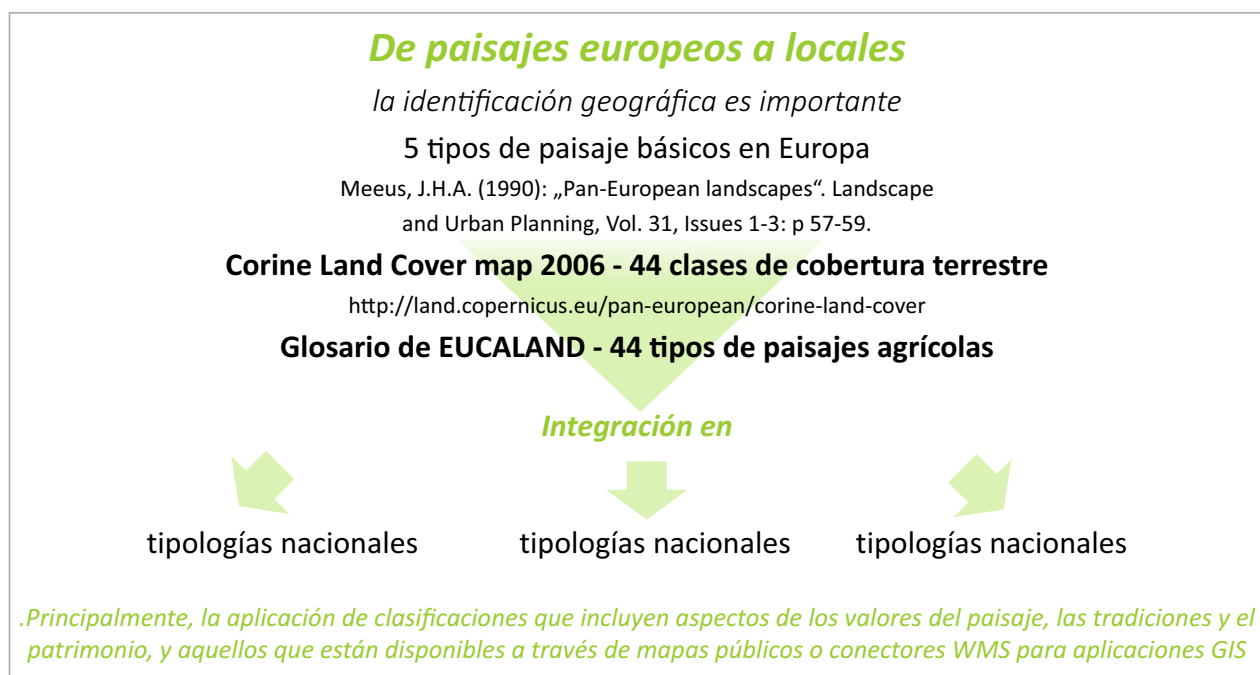 De paisajes europeos a locales
la identificación geográfica es importante
5 tipos de paisaje básicos en Europa
Meeus, J.H.A. (1990): „Pan-European landscapes“. Landscape
and Urban Planning, Vol. 31, Issues 1-3: p 57-59.
Corine Land Cover map 2006 - 44 clases de cobertura terrestre
http://land.copernicus.eu/pan-european/corine-land-cover
Glosario de EUCALAND - 44 tipos de paisajes agrícolas
Integración en
tipologías nacionales tipologías nacionales tipologías nacionales
.Principalmente, la aplicación de clasificaciones que incluyen aspectos de los valores del paisaje, las tradiciones y el
patrimonio, y aquellos que están disponibles a través de mapas públicos o conectores WMS para aplicaciones GIS